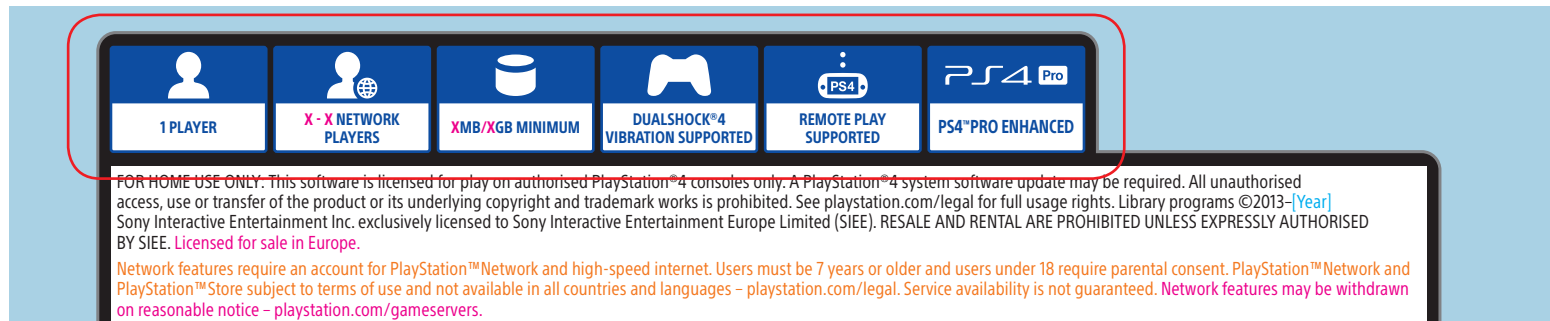 PS4 PS4 Pro
1 PLAYER
X - X NETWORK
PLAYERS
XMB/XGB MINIMUM
DUALSHOCK®4
VIBRATION SUPPORTED
REMOTE PLAY
SUPPORTED
PS4™PRO ENHANCED
FOR HOME USE ONLY. This software is licensed for play on authorised PlayStation®4 consoles only. A PlayStation®4 system software update may be required. All unauthorised
access, use or transfer of the product or its underlying copyright and trademark works is prohibited. See playstation.com/legal for full usage rights. Library programs ©2013–[Year]
Sony Interactive Entertainment Inc. exclusively licensed to Sony Interactive Entertainment Europe Limited (SIEE). RESALE AND RENTAL ARE PROHIBITED UNLESS EXPRESSLY AUTHORISED
BY SIEE. Licensed for sale in Europe.
Network features require an account for PlayStation™Network and high-speed internet. Users must be 7 years or older and users under 18 require parental consent. PlayStation™Network and
PlayStation™Store subject to terms of use and not available in all countries and languages – playstation.com/legal. Service availability is not guaranteed. Network features may be withdrawn
on reasonable notice – playstation.com/gameservers.